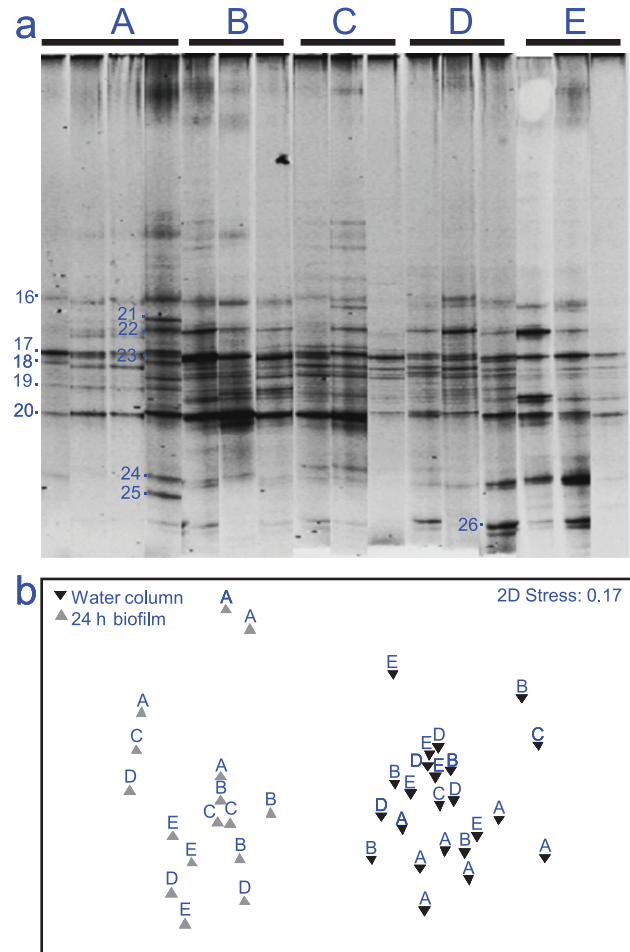 a A B C D E
16
21
22
17
23
18
19
20
24
25
26
b
Water column 2D Stress: 0.17
24 h biofilm
A
A
E
B
A
C
C
D
E
D B
A
D E
B
B
E
C D
C C
B
D
A
A
E
E
B
A
B
E
B
A
A
A
D
D
A
E